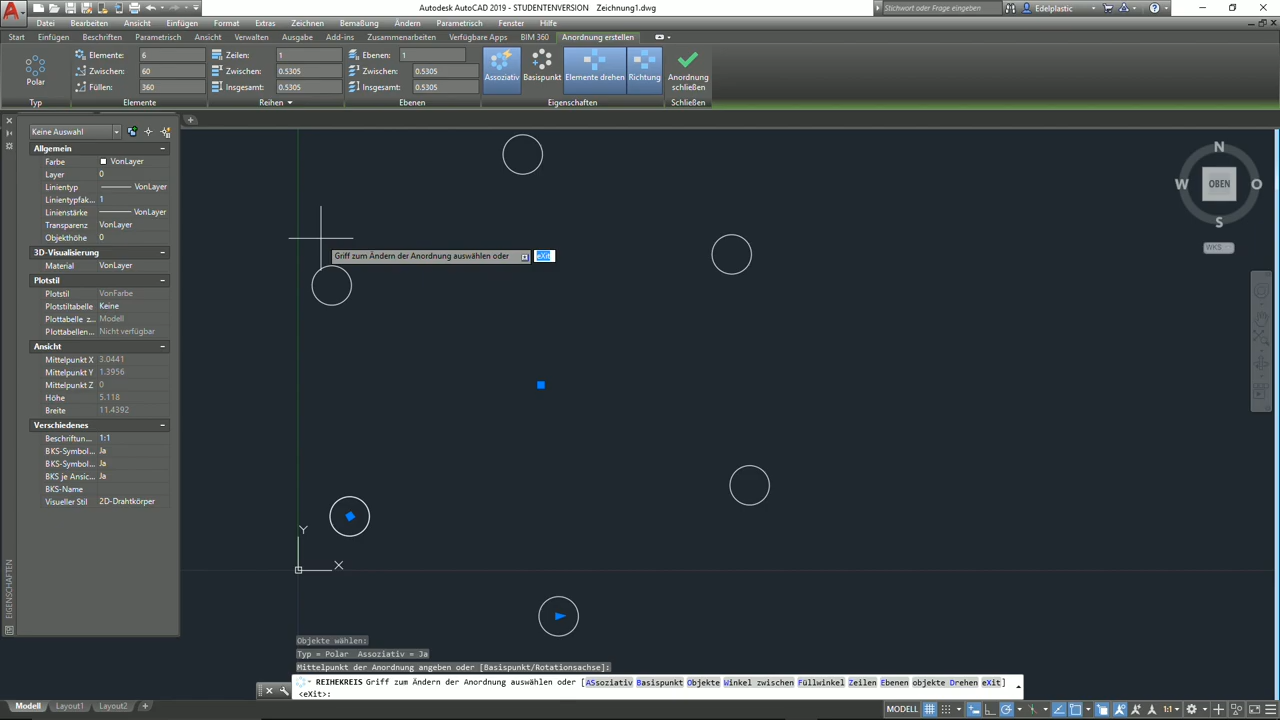 Autodesk AutoCAD 2019 - STUDENTENVERSION Zeichnung1.dwg
Stichwort oder Frage eingeben
Edelplastic
Datei Bearbeiten Ansicht Einfügen Format Extras Zeichnen Bemaßung Ändern Parametrisch Fenster Hilfe
Start Einfügen Beschriften Parametrisch Ansicht Verwalten Ausgabe Add-Ins Zusammenarbeiten Verfügbare Apps BIM 360 Anordnung erstellen
Polar
Typ
Elemente: 6
Zwischen: 60
Füllen: 360
Elemente
Zeilen: 1
Zwischen: 0.5305
Insgesamt: 0.5305
Reihen
Ebenen: 1
Zwischen: 0.5305
Insgesamt: 0.5305
Ebenen
Assoziativ Basispunkt Elemente drehen Richtung
Eigenschaften
Anordnung
schließen
Schließen
Keine Auswahl
Allgemein
Farbe VonLayer
Layer 0
Linientyp VonLayer
Linientypfak... 1
Linienstärke VonLayer
Transparenz VonLayer
Objekthöhe 0
3D-Visualisierung
Material VonLayer
Plotstil
Plotstil VonFarbe
Plotstiltabelle Keine
Plottabelle z... Modell
Plottabellen... Nicht verfügbar
Ansicht
Mittelpunkt X 3.0441
Mittelpunkt Y 1.3956
Mittelpunkt Z 0
Höhe 5.118
Breite 11.4392
Verschiedenes
Beschriftun... 1:1
BKS-Symbol... Ja
BKS-Symbol... Ja
BKS je Ansic... Ja
BKS-Name
Visueller Stil 2D-Drahtkörper
EIGENSCHAFTEN
Griff zum Ändern der Anordnung auswählen oder eXit
N
W OBEN O
S
WKS
Y
X
Objekte wählen:
Typ = Polar Assoziativ = Ja
Mittelpunkt der Anordnung angeben oder [Basispunkt/Rotationsachse]:
REIHEKREIS Griff zum Ändern der Anordnung auswählen oder [ASsoziativ Basispunkt Objekte Winkel zwischen Füllwinkel Zeilen Ebenen objekte Drehen eXit]
<eXit>:
Modell Layout1 Layout2 +
MODELL 1:1